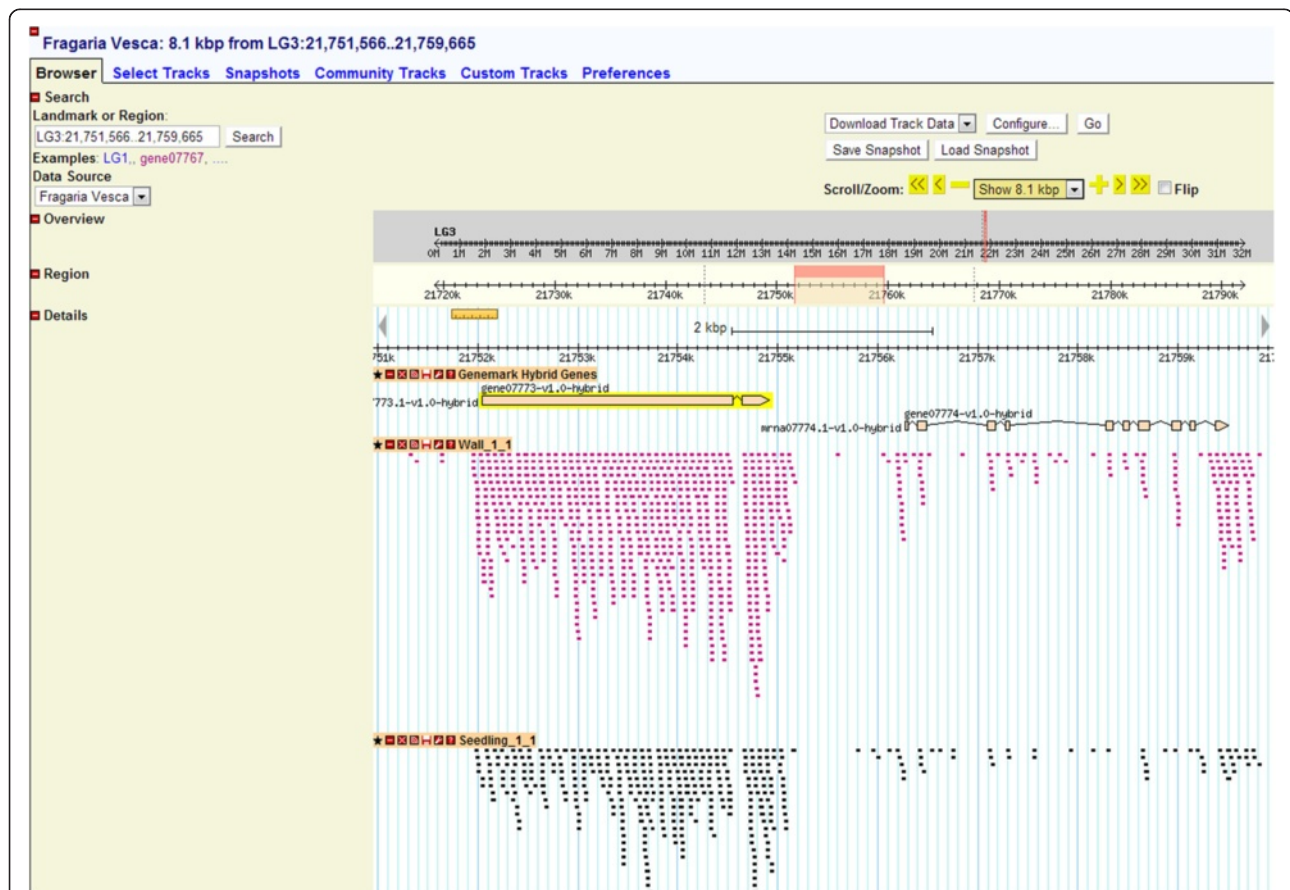 Fragaria Vesca: 8.1 kbp from LG3:21,751,566..21,759,665
Browser Select Tracks Snapshots Community Tracks Custom Tracks Preferences
Search
Landmark or Region:
LG3:21,751,566..21,759,665 Search
Examples: LG1,, gene07767, ....
Data Source
Fragaria Vesca
Download Track Data Configure... Go
Save Snapshot Load Snapshot
Scroll/Zoom: Show 8.1 kbp Flip
Overview
LG3
0M 1M 2M 3M 4M 5M 6M 7M 8M 9M 10M 11M 12M 13M 14M 15M 16M 17M 18M 19M 20M 21M 22M 23M 24M 25M 26M 27M 28M 29M 30M 31M 32M
Region
21720k 21730k 21740k 21750k 21760k 21770k 21780k 21790k
Details
2 kbp
751k 21752k 21753k 21754k 21755k 21756k 21757k 21758k 21759k 217
Genemark Hybrid Genes
gene07773-v1.0-hybrid
773.1-v1.0-hybrid
gene07774-v1.0-hybrid
mrna07774.1-v1.0-hybrid
Wall_1_1
Seedling_1_1